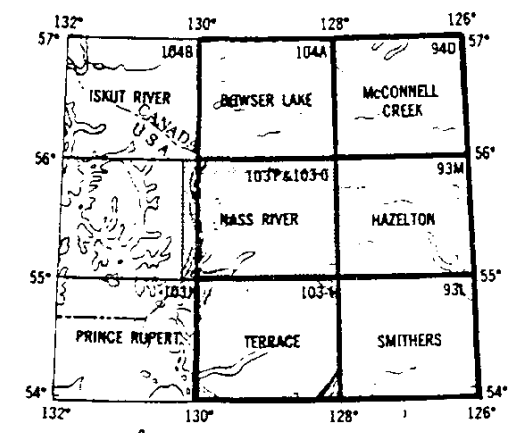 132° 130° 128° 126°
57° 104B 104A 94D 57°
ISKUT RIVER BOWSER LAKE McCONNELL
CREEK
CANADA
U S A
56° 56°
103P & 103-O 93M
NASS RIVER HAZELTON
55° 55°
103J 103-I 93L
PRINCE RUPERT TERRACE SMITHERS
54° 54°
132° 130° 128° 126°